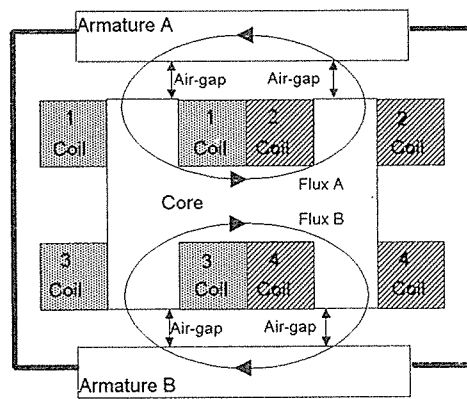 Armature A
Air-gap
Air-gap
1
Coil
1
Coil
2
Coil
2
Coil
Flux A
Core
Flux B
3
Coil
3
Coil
4
Coil
4
Coil
Air-gap
Air-gap
Armature B